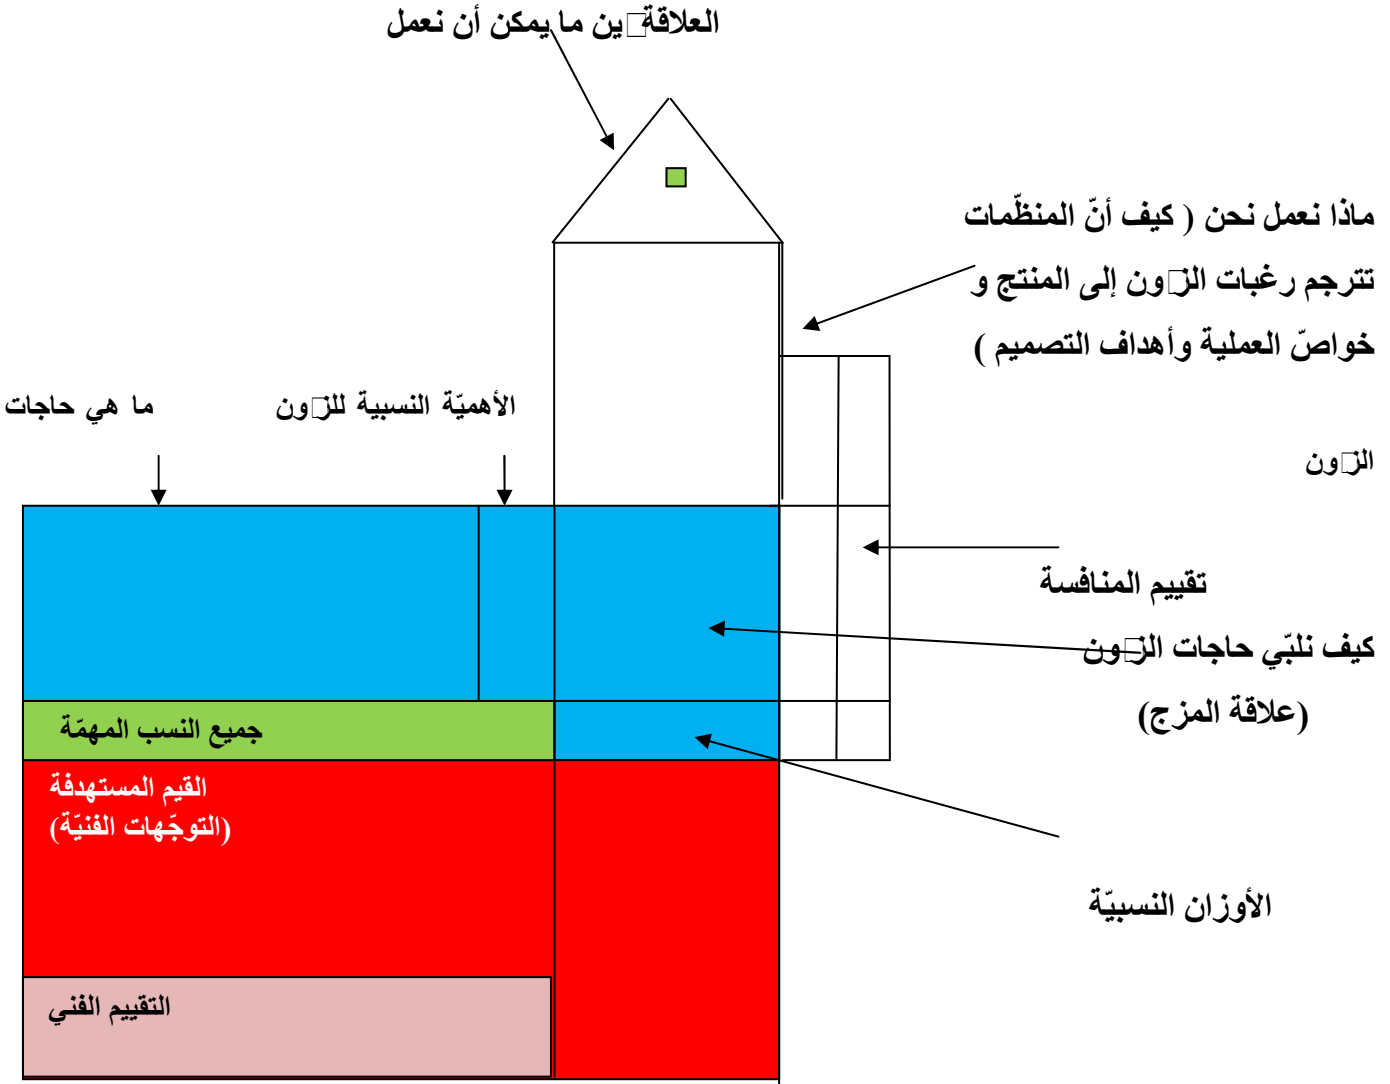 العلاقة□ين ما يمكن أن نعمل
ماذا نعمل نحن ( كيف أنّ المنظّمات
تترجم رغبات الز□ون إلى المنتج و
خواصّ العملية وأهداف التصميم )
ما هي حاجات
الأهميّة النسبية للز□ون
الز□ون
تقييم المنافسة
كيف نلبّي حاجات الز□ون
(علاقة المزج)
جميع النسب المهمّة
القيم المستهدفة
(التوجّهات الفنيّة)
الأوزان النسبيّة
التقييم الفني